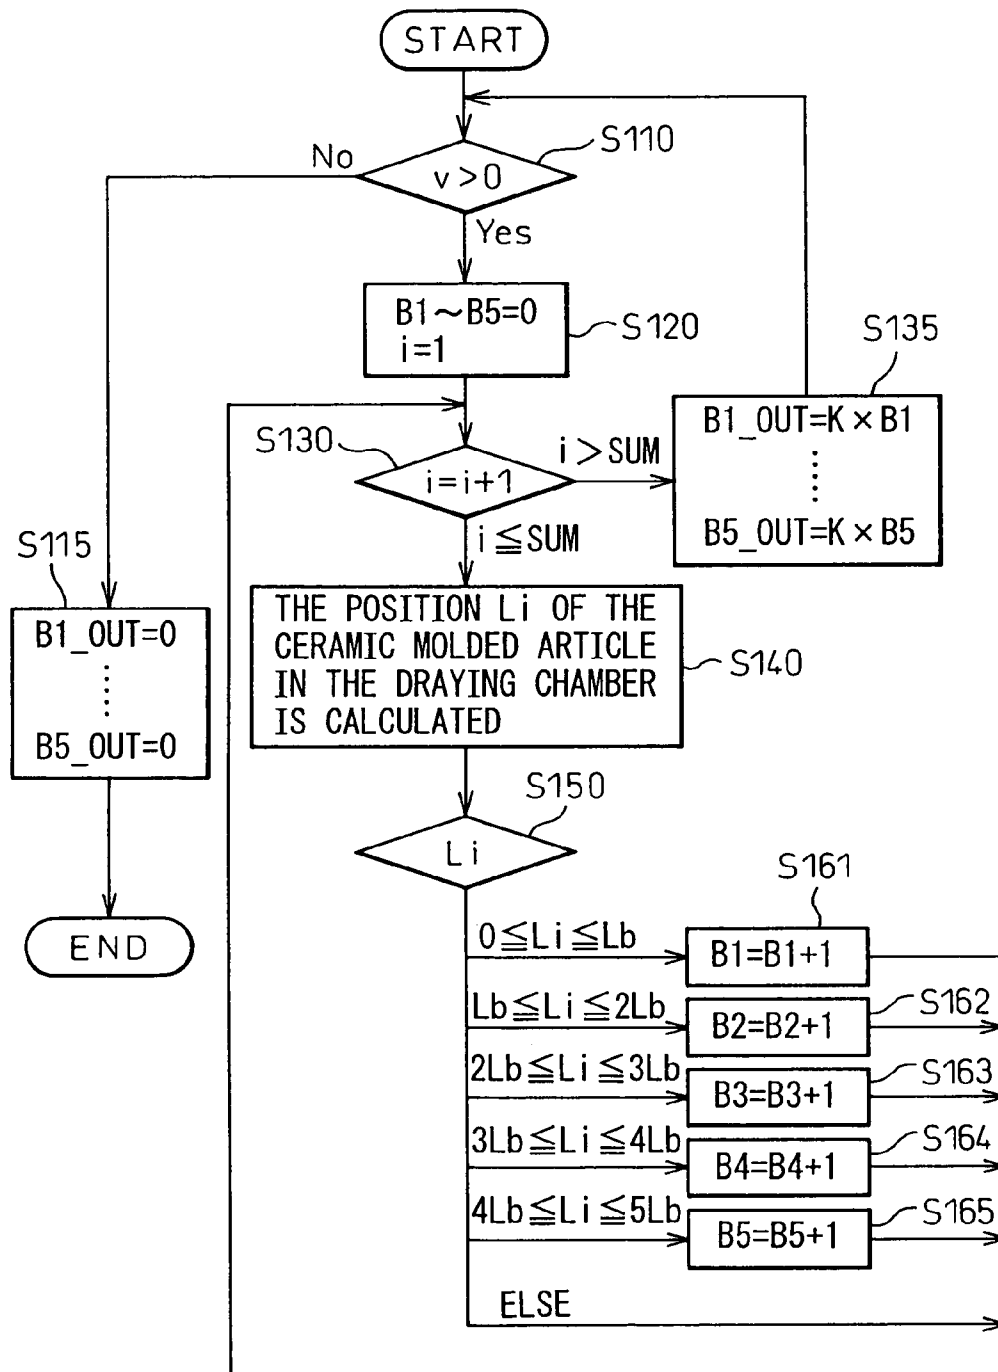 START
No
S110
v>0
Yes
B1～B5=0
i=1
S120
S135
B1_OUT=K×B1
B5_OUT=K×B5
S130
i=i+1
i>SUM
i≦SUM
S115
B1_OUT=0
B5_OUT=0
THE POSITION Li OF THE
CERAMIC MOLDED ARTICLE
IN THE DRAYING CHAMBER
IS CALCULATED
S140
S150
Li
END
S161
0≦Li≦Lb
B1=B1+1
Lb≦Li≦2Lb
B2=B2+1
S162
2Lb≦Li≦3Lb
B3=B3+1
S163
3Lb≦Li≦4Lb
B4=B4+1
S164
4Lb≦Li≦5Lb
B5=B5+1
S165
ELSE